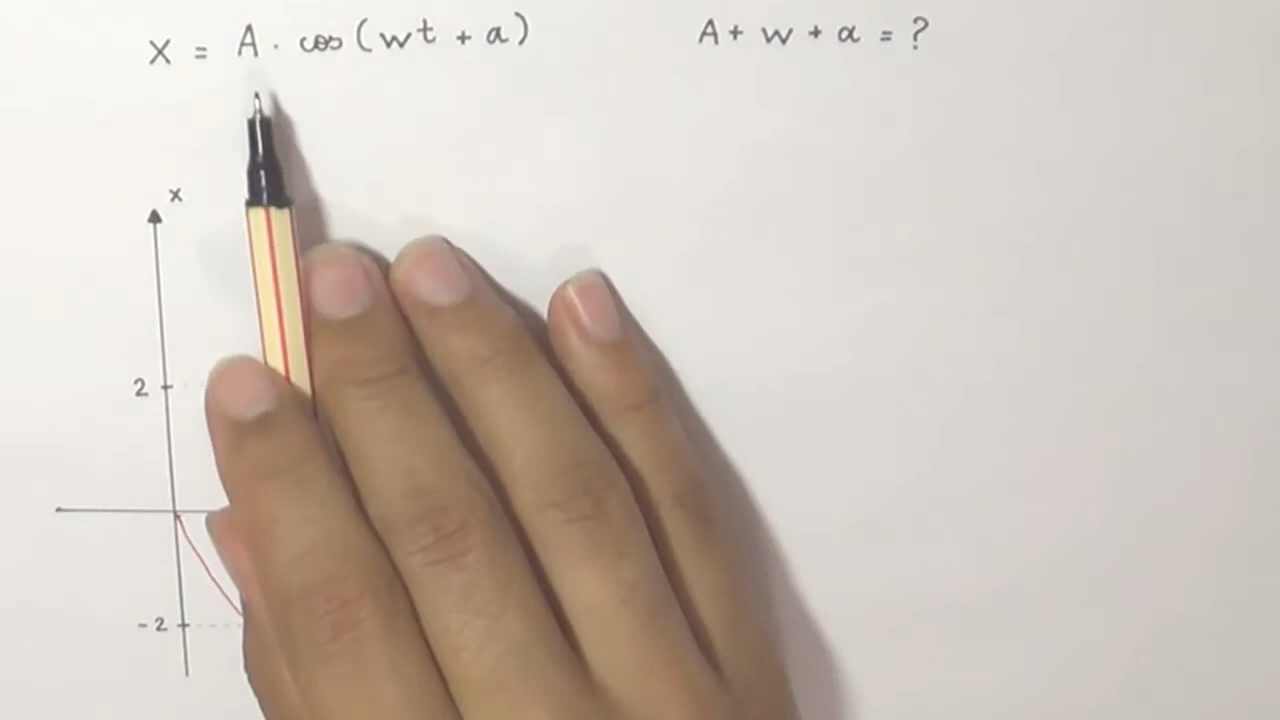 x = A · cos (wt + a)
A + w + a = ?
x
2
-2